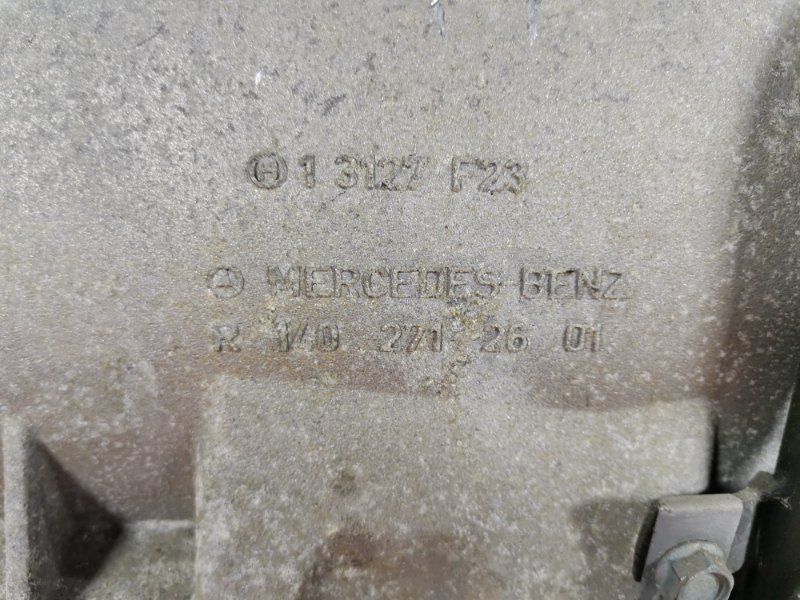 H 1 3127 F23
MERCEDES-BENZ
R 140 271 26 01